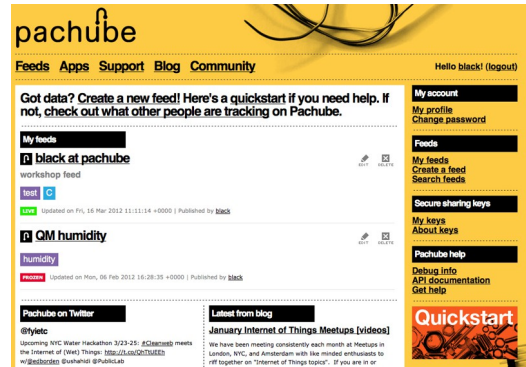 pachube
Feeds Apps Support Blog Community
Hello black! (logout)
Got data? Create a new feed! Here's a quickstart if you need help. If
not, check out what other people are tracking on Pachube.
My feeds
black at pachube
EDIT DELETE
workshop feed
test C
LIVE Updated on Fri, 16 Mar 2012 11:11:14 +0000 | Published by black
QM humidity
EDIT DELETE
humidity
FROZEN Updated on Mon, 06 Feb 2012 16:28:35 +0000 | Published by black
Pachube on Twitter
@fyietc
Upcoming NYC Water Hackathon 3/23-25: #Cleanweb meets
the Internet of (Wet) Things: http://t.co/QhTtUEEh
w/@edborden @ushahidi @PublicLab
Latest from blog
January Internet of Things Meetups [videos]
We have been meeting consistently each month at Meetups in
London, NYC, and Amsterdam with like minded enthusiasts to
riff together on "Internet of Things topics". If you are in or
My account
My profile
Change password
Feeds
My feeds
Create a feed
Search feeds
Secure sharing keys
My keys
About keys
Pachube help
Debug info
API documentation
Get help
Quickstart